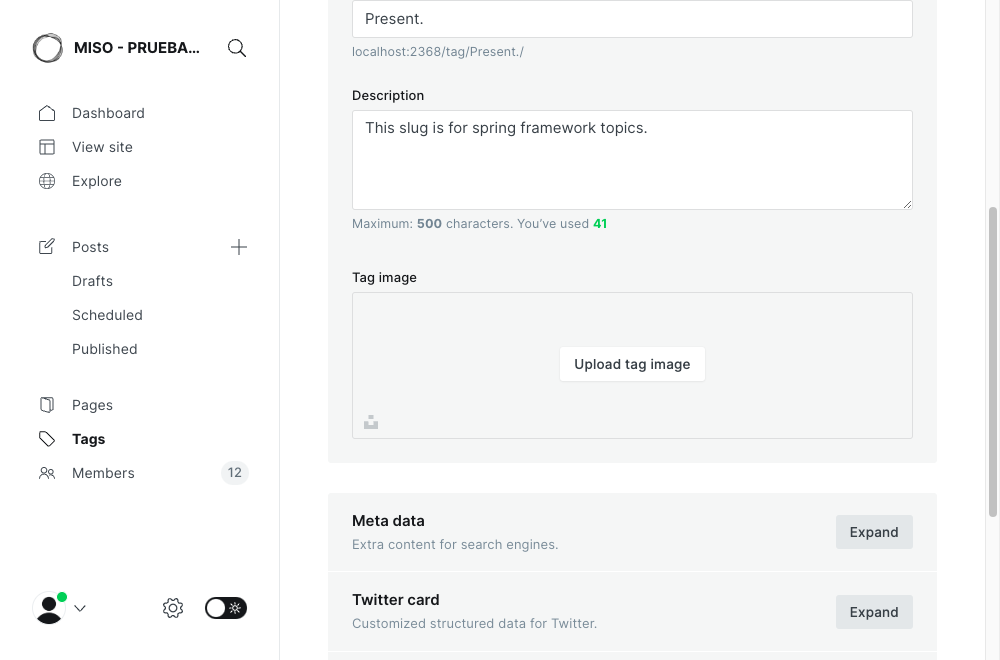 MISO - PRUEBA...
Dashboard
View site
Explore
Posts
Drafts
Scheduled
Published
Pages
Tags
Members 12
Present.
localhost:2368/tag/Present./
Description
This slug is for spring framework topics.
Maximum: 500 characters. You've used 41
Tag image
Upload tag image
Meta data
Extra content for search engines.
Expand
Twitter card
Customized structured data for Twitter.
Expand